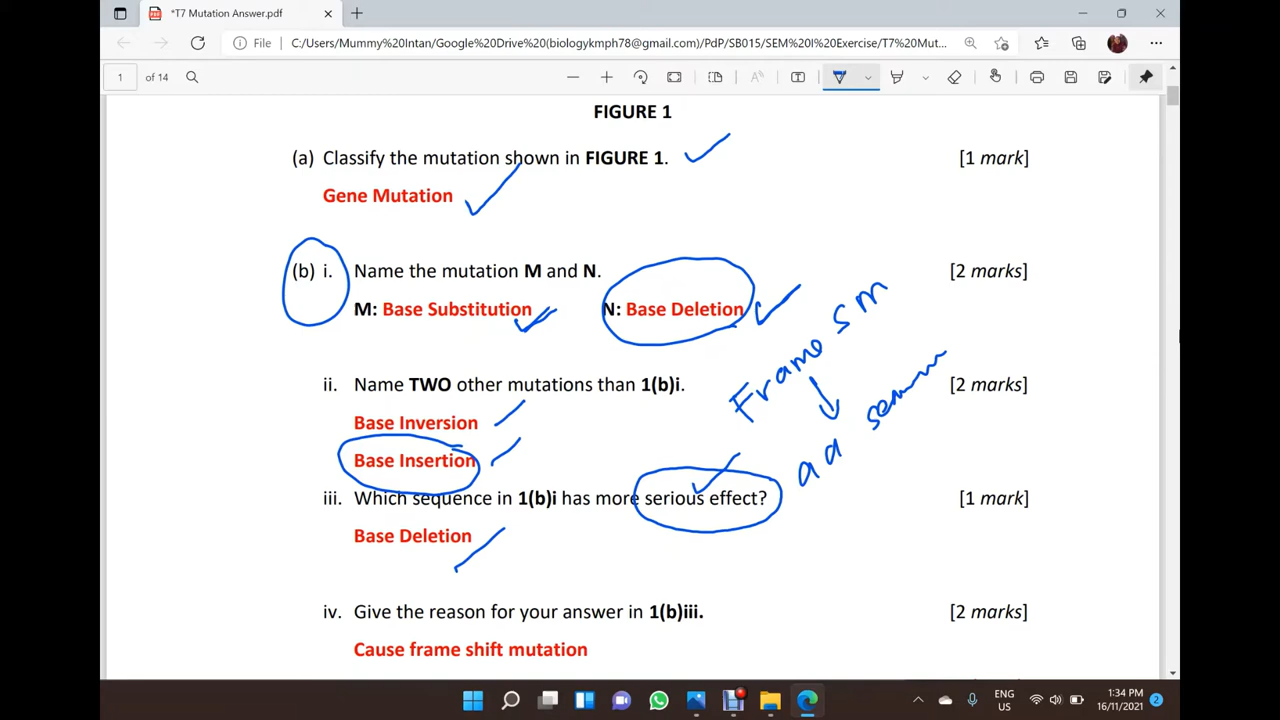 *T7 Mutation Answer.pdf
File
C:/Users/Mummy%20Intan/Google%20Drive%20(biologykmph78@gmail.com)/PdP/SB015/SEM%20I%20Exercise/T7%20Mut...
1 of 14
FIGURE 1
(a) Classify the mutation shown in FIGURE 1. [1 mark]
Gene Mutation
(b) i. Name the mutation M and N. [2 marks]
M: Base Substitution N: Base Deletion
Frame SM
ii. Name TWO other mutations than 1(b)i. [2 marks]
Base Inversion
Base Insertion
iii. Which sequence in 1(b)i has more serious effect? [1 mark]
Base Deletion
iv. Give the reason for your answer in 1(b)iii. [2 marks]
Cause frame shift mutation
ENG
US
1:34 PM
16/11/2021
2